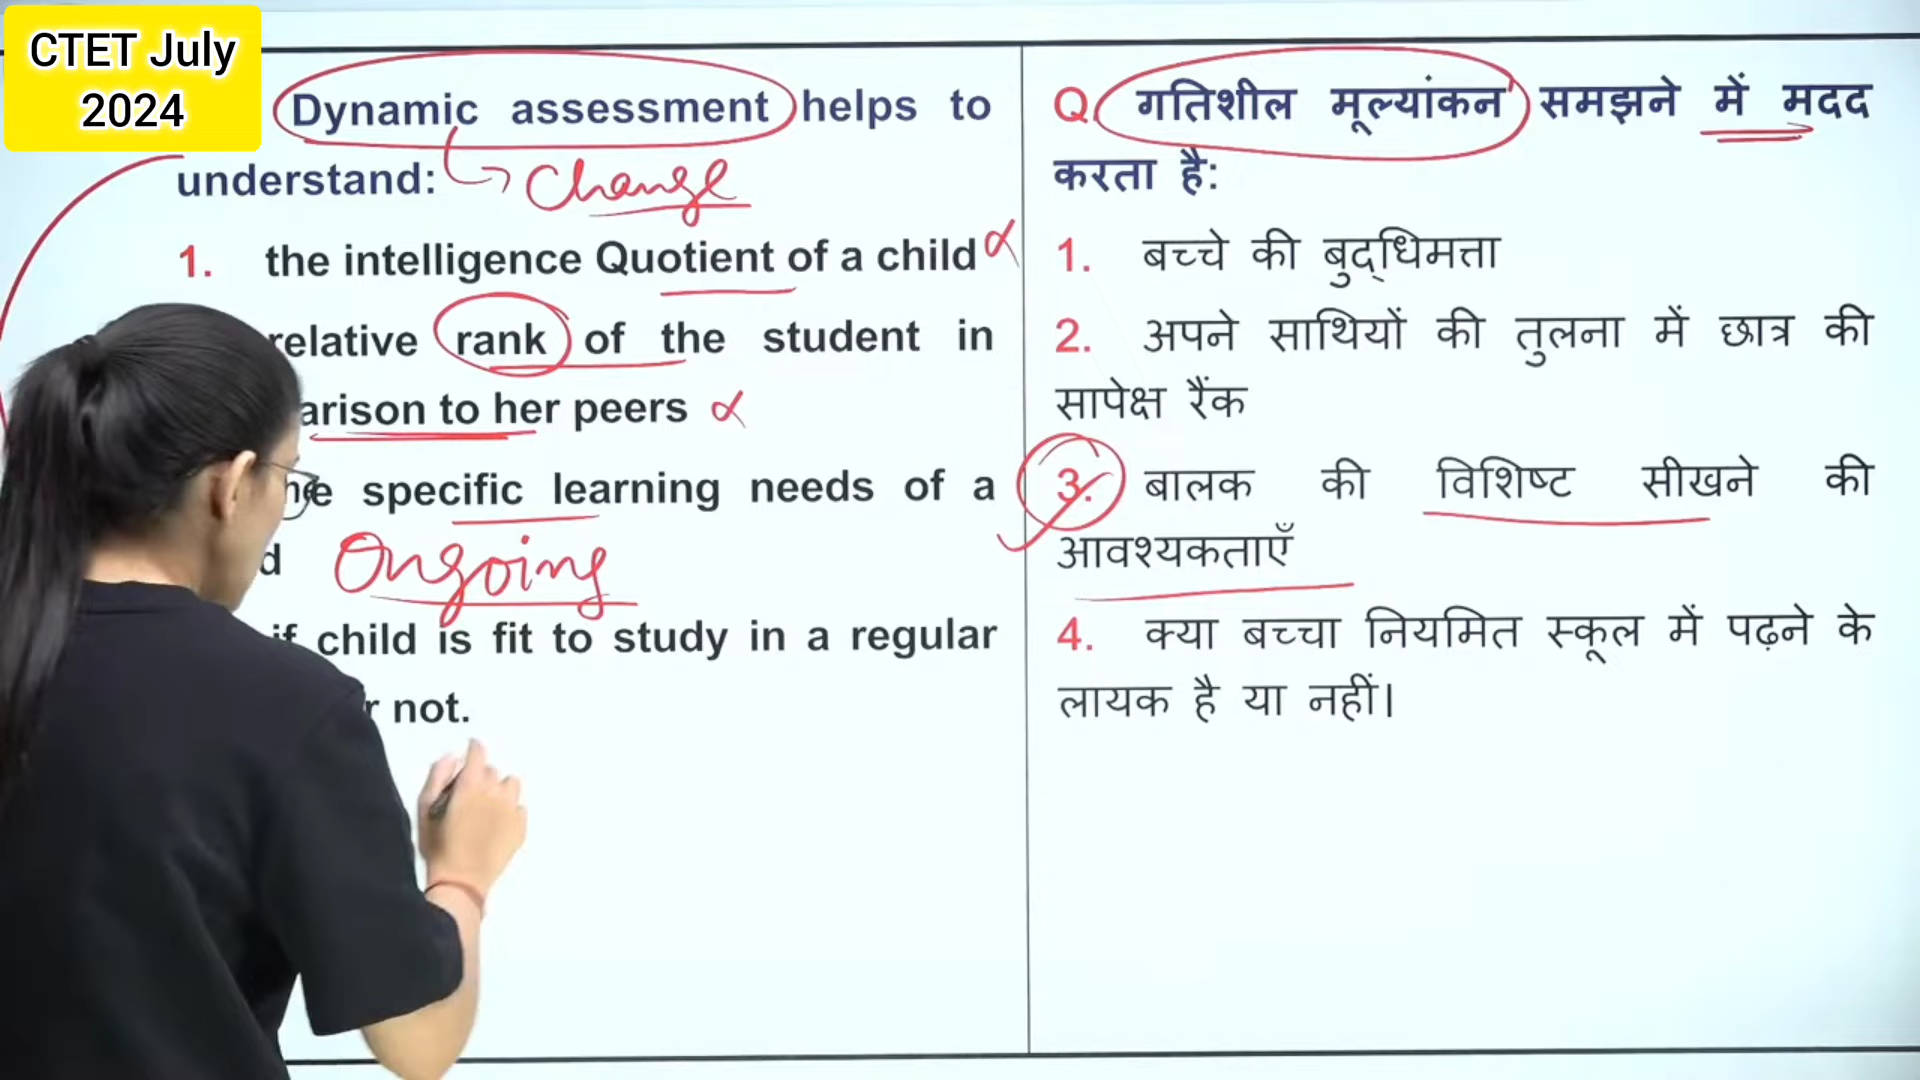 CTET July
2024
Dynamic assessment helps to
understand:
Change
1. the intelligence Quotient of a child
relative rank of the student in
arison to her peers
specific learning needs of a
Ongoing
if child is fit to study in a regular
not.
Q. गतिशील मूल्यांकन समझने में मदद
करता है:
1. बच्चे की बुद्धिमत्ता
2. अपने साथियों की तुलना में छात्र की
सापेक्ष रैंक
3. बालक की विशिष्ट सीखने की
आवश्यकताएँ
4. क्या बच्चा नियमित स्कूल में पढ़ने के
लायक है या नहीं।